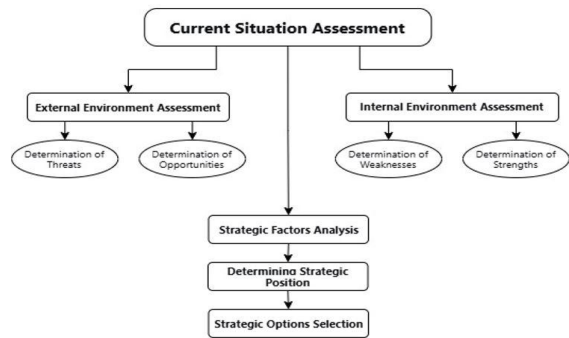 Current Situation Assessment
External Environment Assessment
Internal Environment Assessment
Determination of
Threats
Determination of
Opportunities
Determination of
Weaknesses
Determination of
Strengths
Strategic Factors Analysis
Determining Strategic
Position
Strategic Options Selection